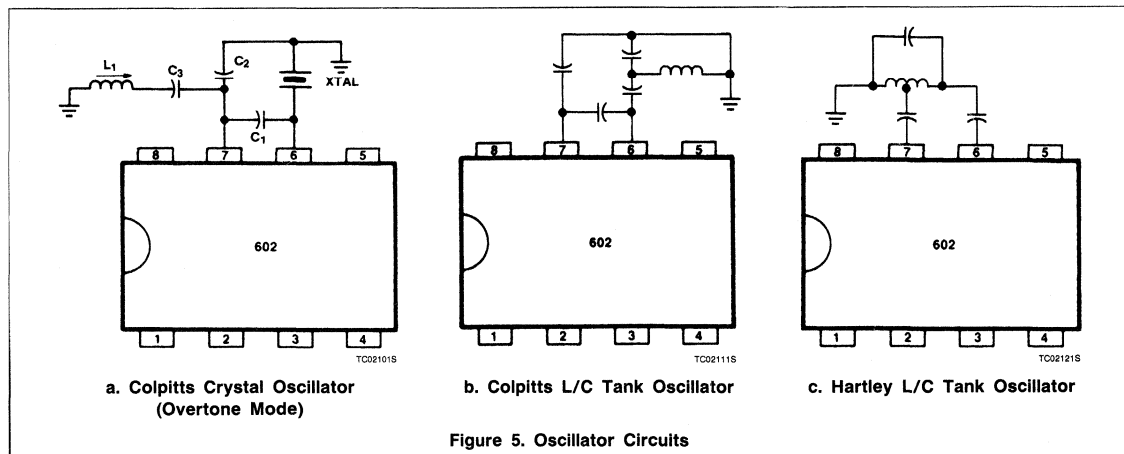 L1
C3
C2
XTAL
C1
8 7 6 5
602
1 2 3 4
TC02101S
a. Colpitts Crystal Oscillator
(Overtone Mode)
8 7 6 5
602
1 2 3 4
TC02111S
b. Colpitts L/C Tank Oscillator
8 7 6 5
602
1 2 3 4
TC02121S
c. Hartley L/C Tank Oscillator
Figure 5. Oscillator Circuits